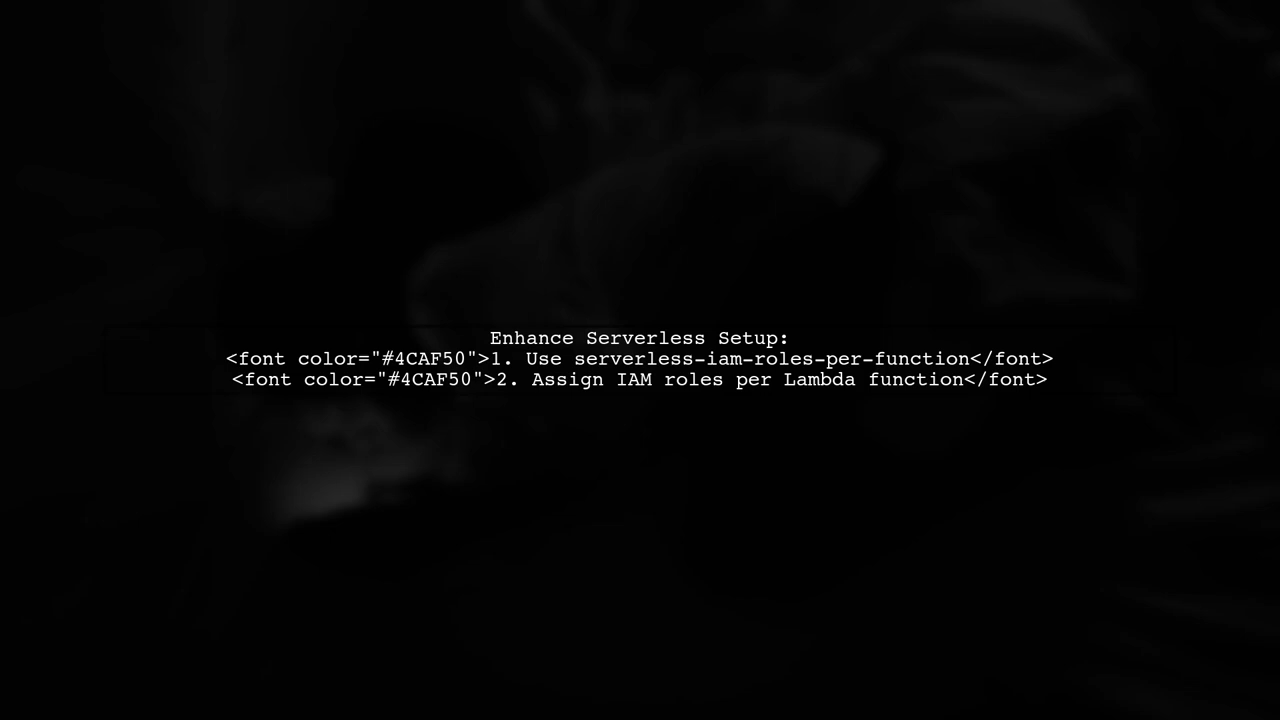 Enhance Serverless Setup:
<font color="#4CAF50">1. Use serverless-iam-roles-per-function</font>
<font color="#4CAF50">2. Assign IAM roles per Lambda function</font>